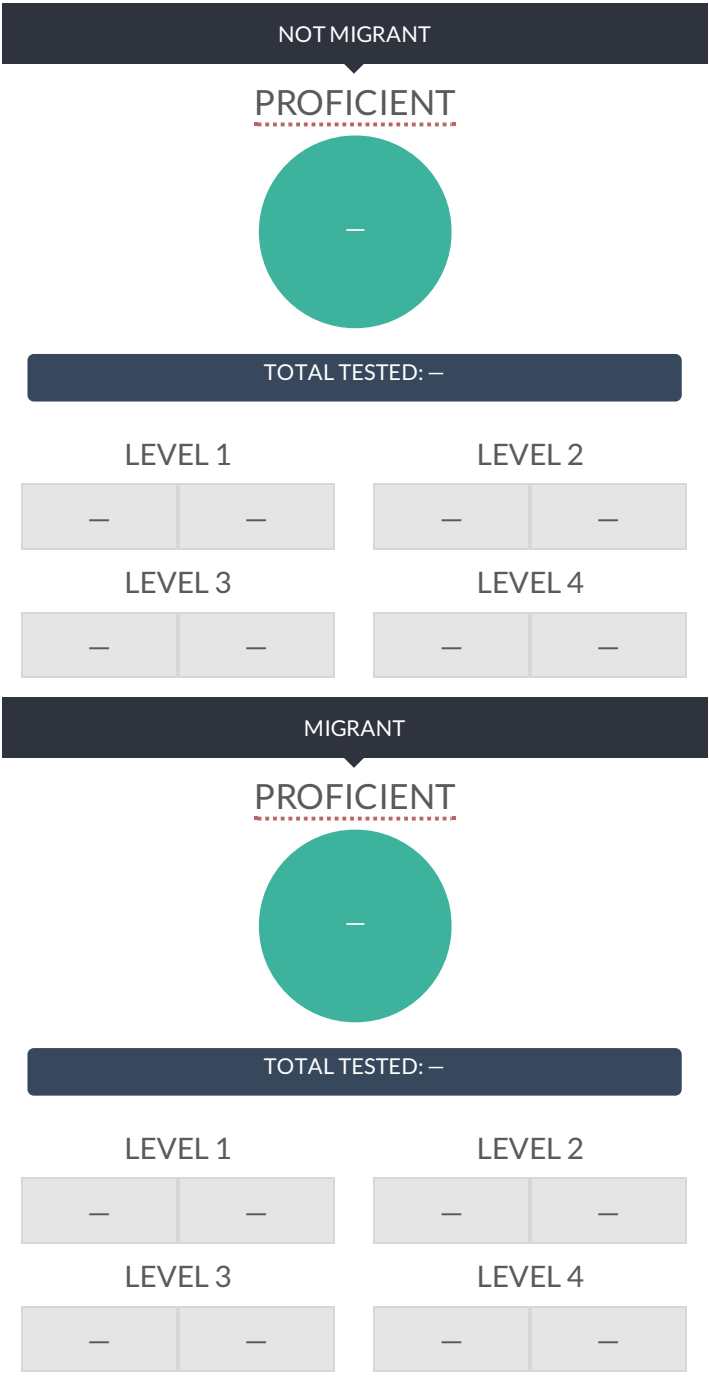 NOT MIGRANT
PROFICIENT
—
TOTAL TESTED: —
LEVEL 1 LEVEL 2
— — — —
LEVEL 3 LEVEL 4
— — — —
MIGRANT
PROFICIENT
—
TOTAL TESTED: —
LEVEL 1 LEVEL 2
— — — —
LEVEL 3 LEVEL 4
— — — —